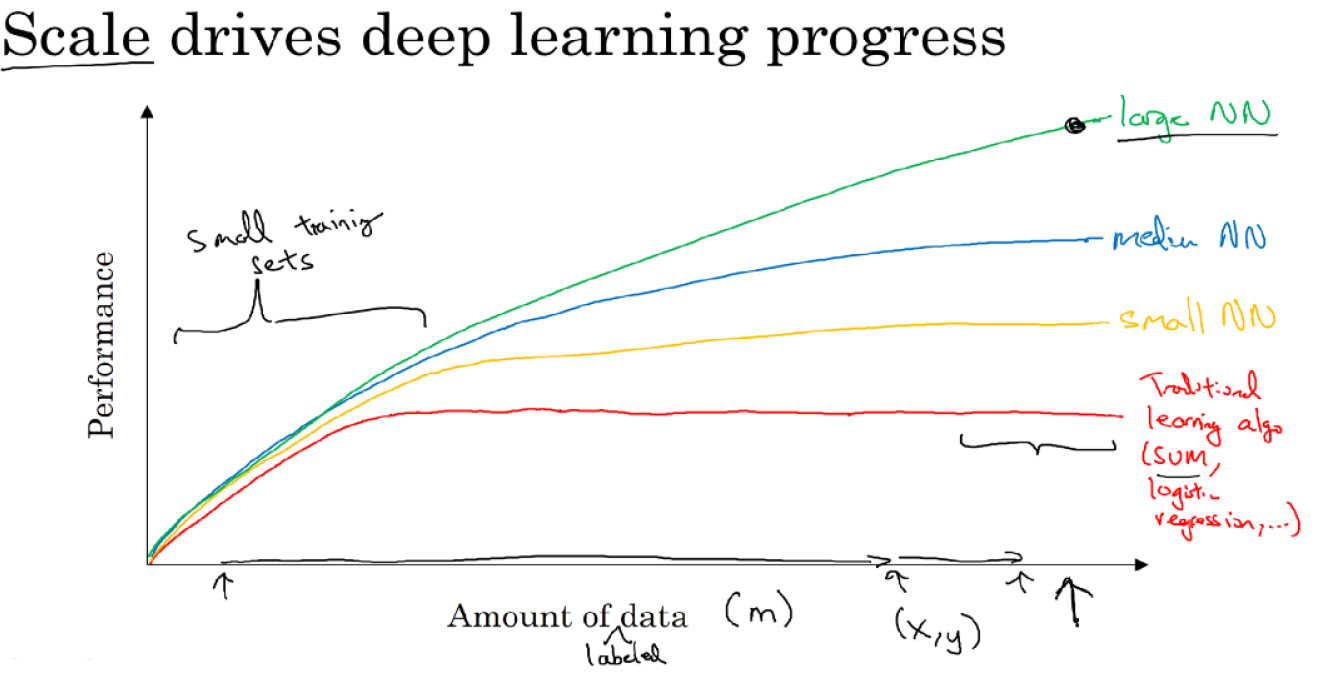 Scale drives deep learning progress
large NN
small training
sets
medium NN
Performance
small NN
Traditional
learning algo
(SVM,
logistic
regression,...)
Amount of data (m)
labeled
(x,y)